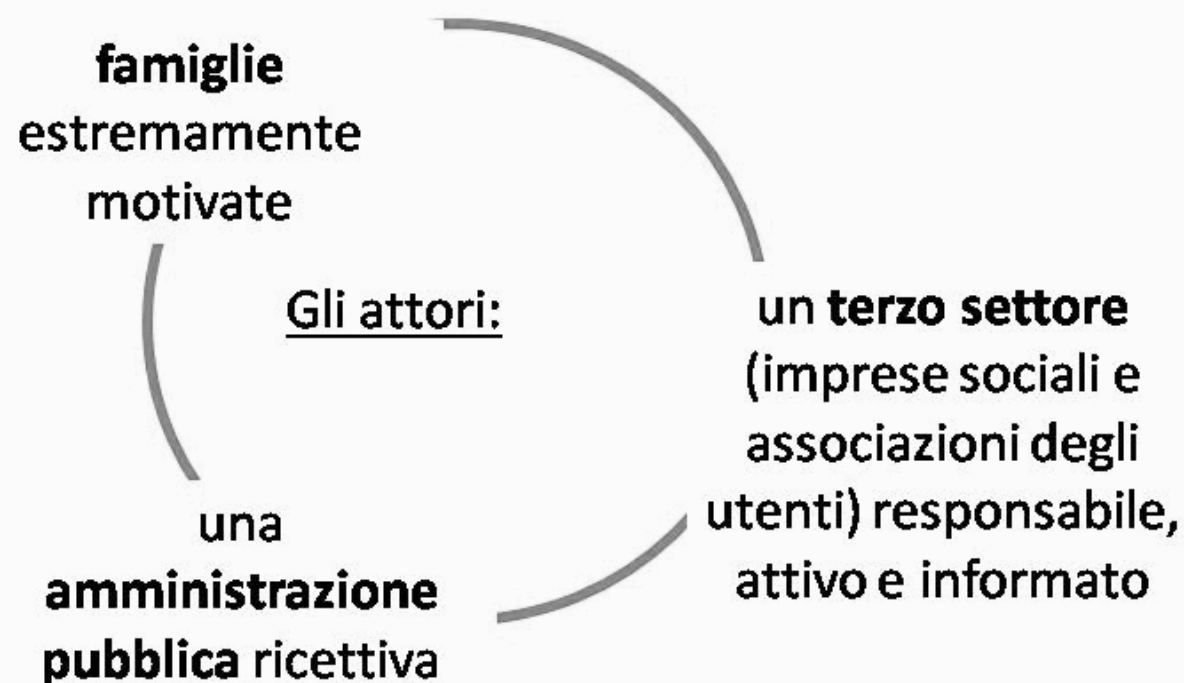 famiglie
estremamente
motivate
Gli attori:
un terzo settore
(imprese sociali e
associazioni degli
utenti) responsabile,
attivo e informato
una
amministrazione
pubblica ricettiva